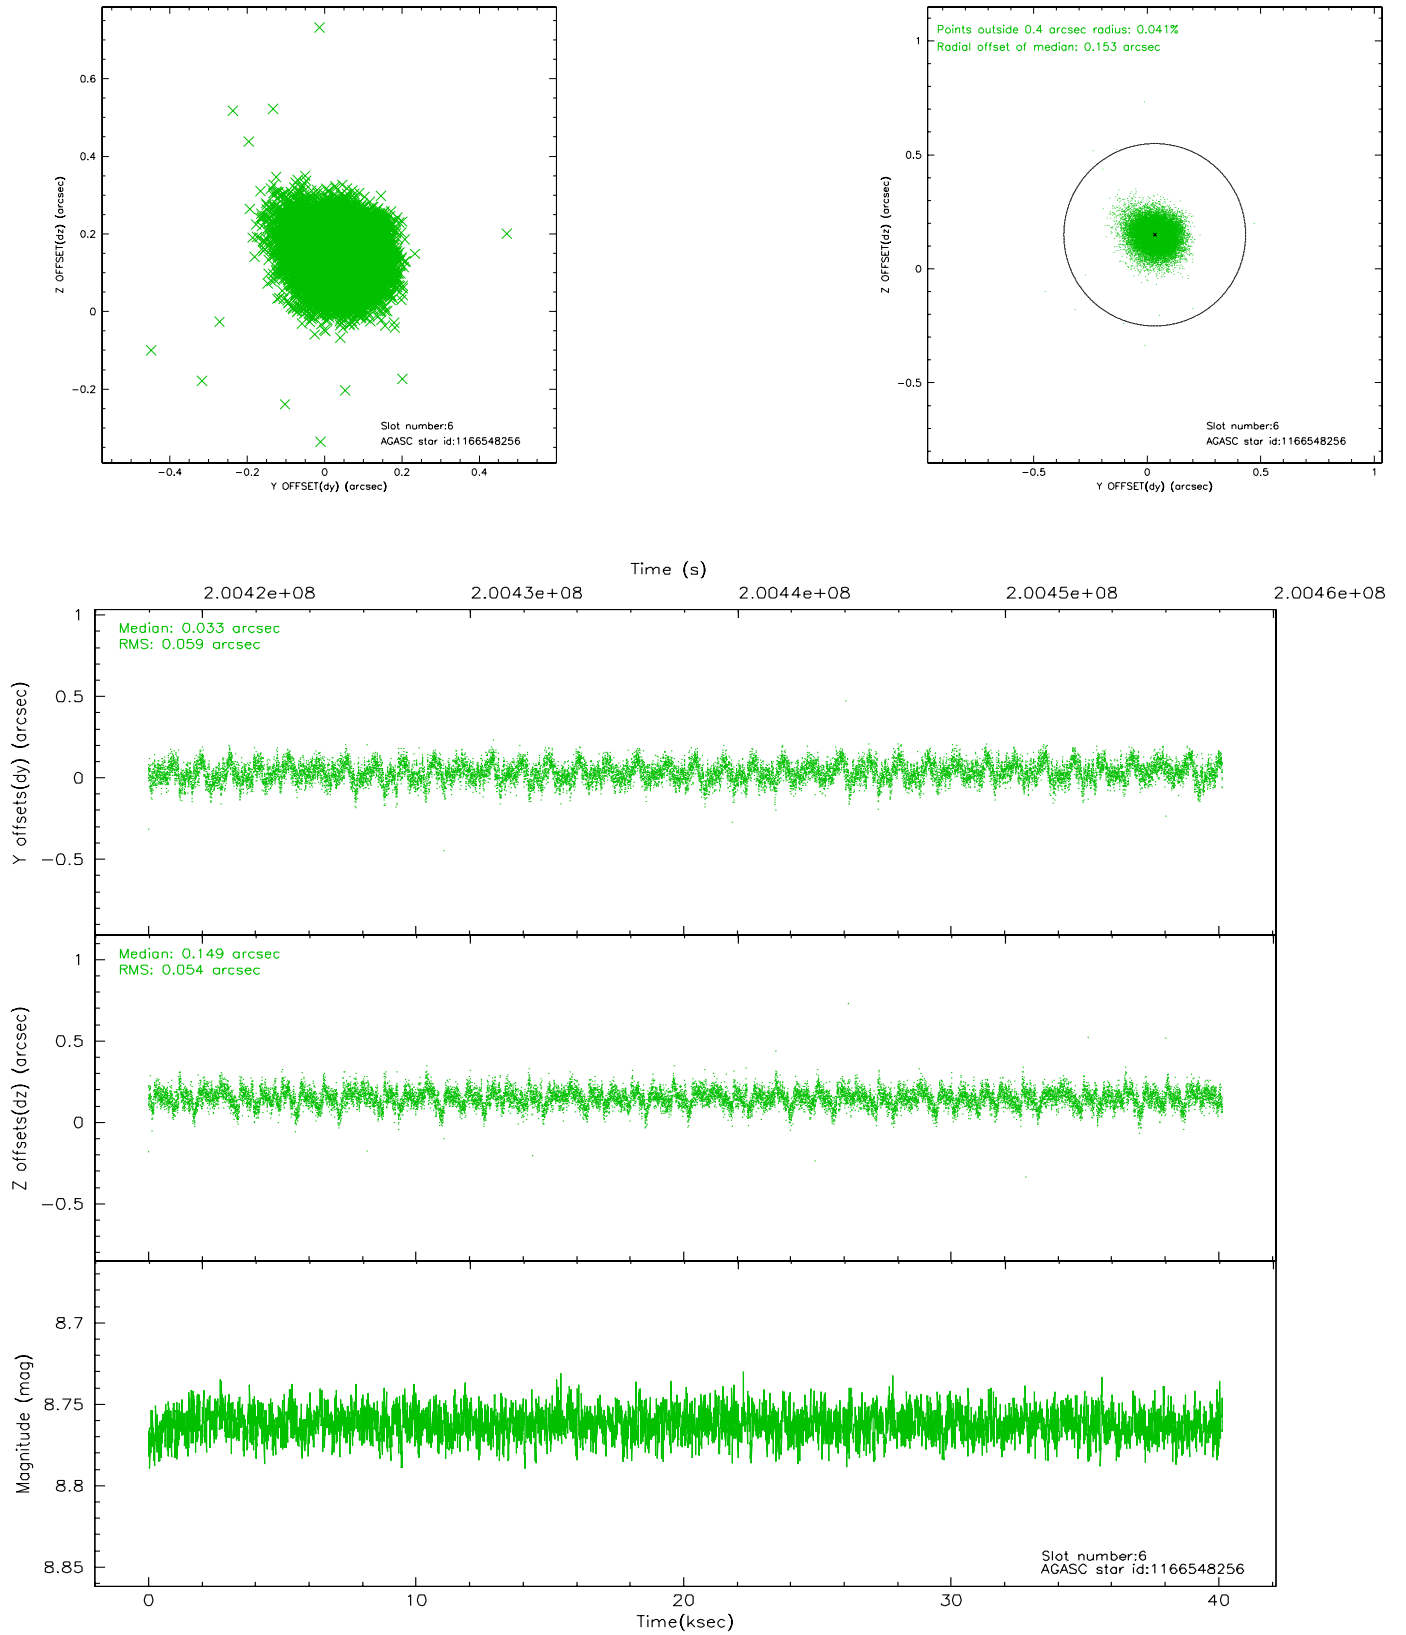 0.6
0.4
0.2
0
−0.2
Z OFFSET(dz) (arcsec)
−0.4
−0.2
0
0.2
0.4
Y OFFSET(dy) (arcsec)
Slot number:6
AGASC star id:1166548256
Points outside 0.4 arcsec radius: 0.041%
Radial offset of median: 0.153 arcsec
1
0.5
0
−0.5
Z OFFSET(dz) (arcsec)
−0.5
0
0.5
1
Y OFFSET(dy) (arcsec)
Slot number:6
AGASC star id:1166548256
Time (s)
2.0042e+08
2.0043e+08
2.0044e+08
2.0045e+08
2.0046e+08
Median: 0.033 arcsec
RMS: 0.059 arcsec
1
0.5
0
−0.5
Y offsets(dy) (arcsec)
Median: 0.149 arcsec
RMS: 0.054 arcsec
1
0.5
0
−0.5
Z offsets(dz) (arcsec)
8.7
8.75
8.8
8.85
Magnitude (mag)
Slot number:6
AGASC star id:1166548256
0
10
20
30
40
Time(ksec)